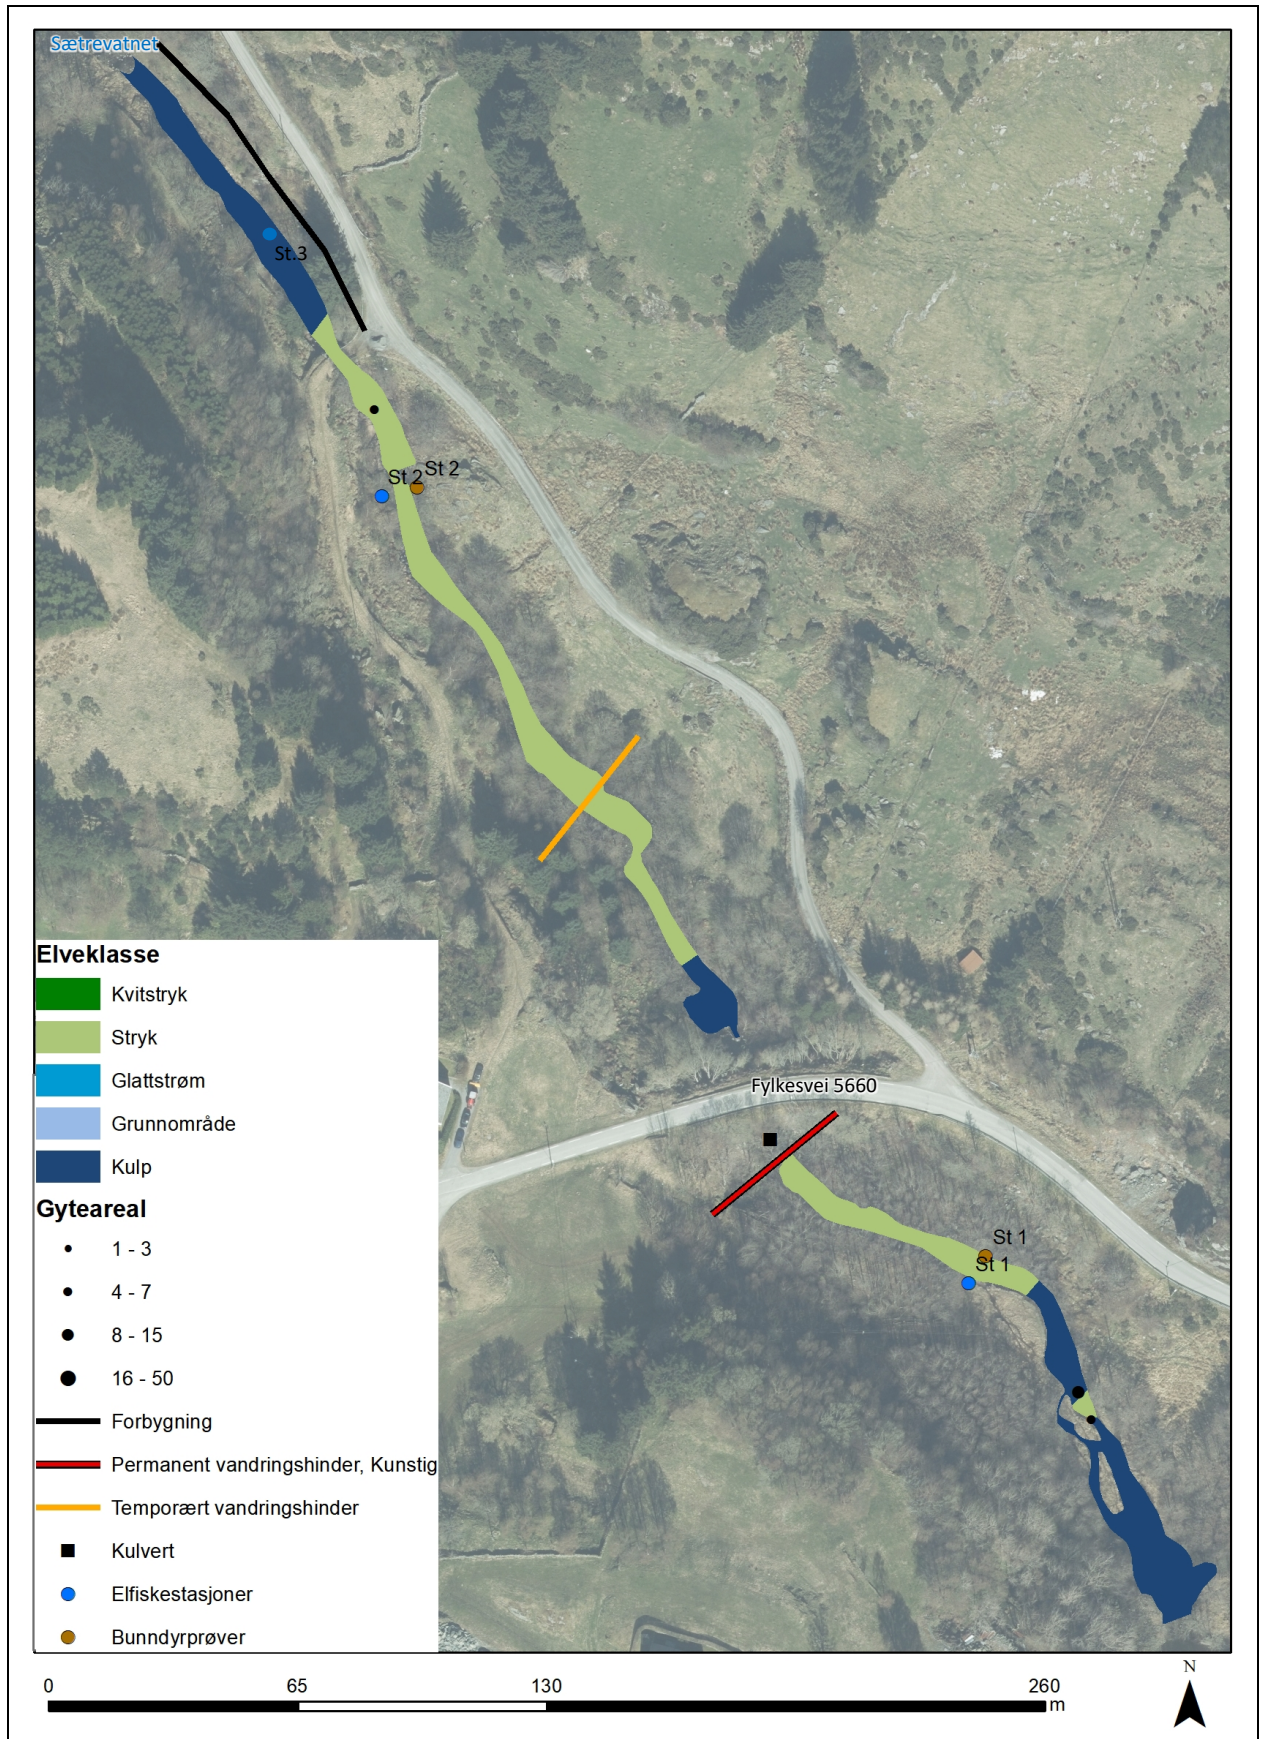 Sætrevatnet
St.3
St 2
St 2
Fylkesvei 5660
St 1
St 1
Elveklasse
Kvitstryk
Stryk
Glattstrøm
Grunnområde
Kulp
Gyteareal
1 - 3
4 - 7
8 - 15
16 - 50
Forbygning
Permanent vandringshinder, Kunstig
Temporært vandringshinder
Kulvert
Elfiskestasjoner
Bunndyrprøver
0 65 130 260
m
N